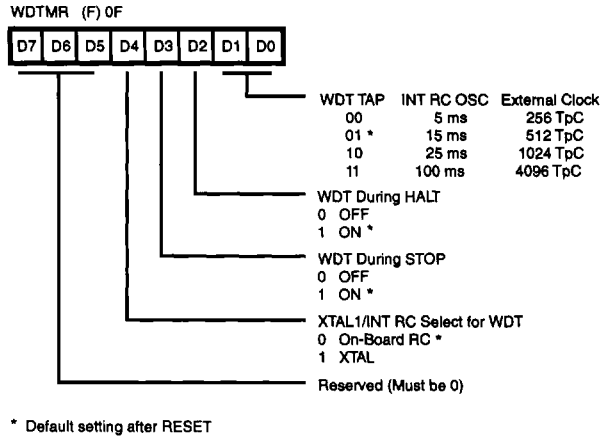 WDTMR (F) 0F
D7 D6 D5 D4 D3 D2 D1 D0
WDT TAP INT RC OSC External Clock
00 5 ms 256 TpC
01 * 15 ms 512 TpC
10 25 ms 1024 TpC
11 100 ms 4096 TpC
WDT During HALT
0 OFF
1 ON *
WDT During STOP
0 OFF
1 ON *
XTAL1/INT RC Select for WDT
0 On-Board RC *
1 XTAL
Reserved (Must be 0)
* Default setting after RESET